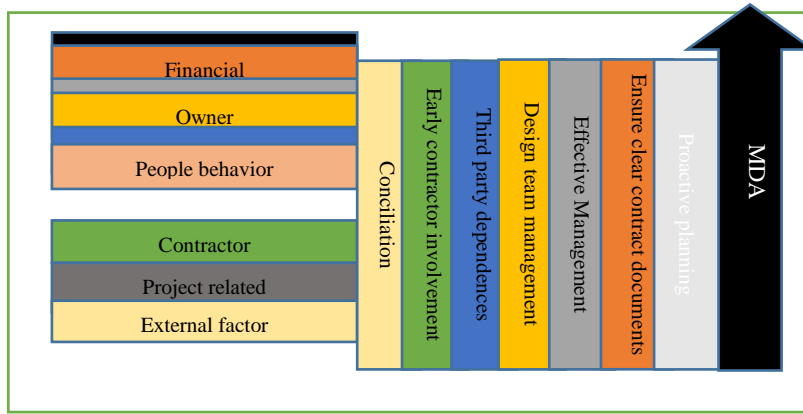 Financial
Owner
People behavior
Contractor
Project related
External factor
Conciliation
Early contractor involvement
Third party dependences
Design team management
Effective Management
Ensure clear contract documents
Proactive planning
MDA